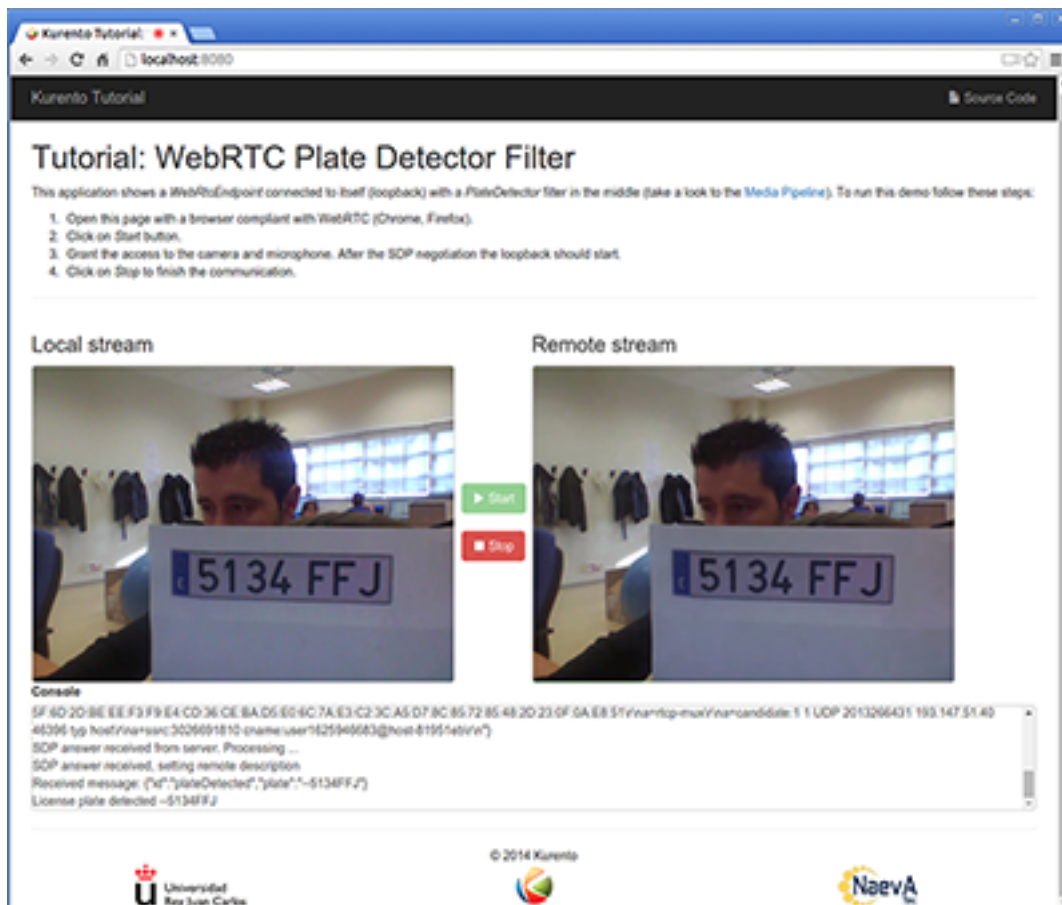 Kurento Tutorial:
localhost:8080
Kurento Tutorial
Source Code
Tutorial: WebRTC Plate Detector Filter
This application shows a WebRtcEndpoint connected to itself (loopback) with a PlateDetector filter in the middle (take a look to the Media Pipeline). To run this demo follow these steps:
1. Open this page with a browser compliant with WebRTC (Chrome, Firefox).
2. Click on Start button.
3. Grant the access to the camera and microphone. After the SDP negotiation the loopback should start.
4. Click on Stop to finish the communication.
Local stream
Remote stream
5134 FFJ
5134 FFJ
Start
Stop
Console
SDP answer received from server. Processing ...
SDP answer received, setting remote description
Received message: {"id":"plateDetected","plate":"--5134FFJ"}
License plate detected --5134FFJ
© 2014 Kurento
Universidad
Rey Juan Carlos
NaevA